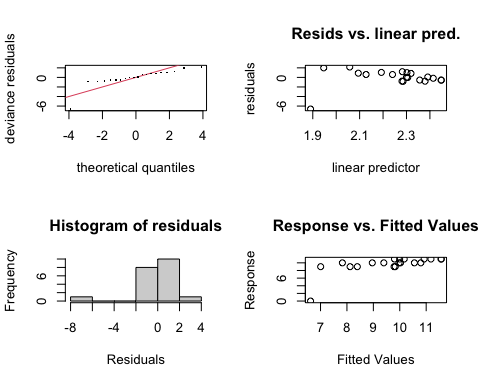 Resids vs. linear pred.
deviance residuals
0
-6
-4 -2 0 2 4
theoretical quantiles
residuals
0
-6
1.9 2.1 2.3
linear predictor
Histogram of residuals
Frequency
6
0
-8 -4 0 2 4
Residuals
Response vs. Fitted Values
Response
6
0
7 8 9 10 11
Fitted Values